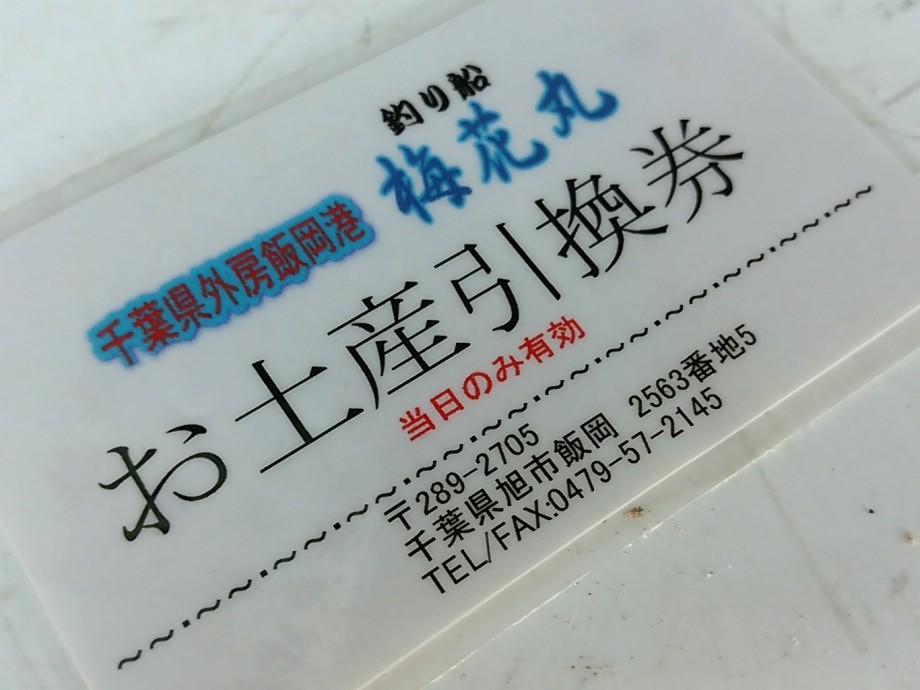 釣り船
千葉県外房飯岡港 梅花丸
お土産引換券
当日のみ有効
〒289-2705
千葉県旭市飯岡 2563番地5
TEL/FAX:0479-57-2145